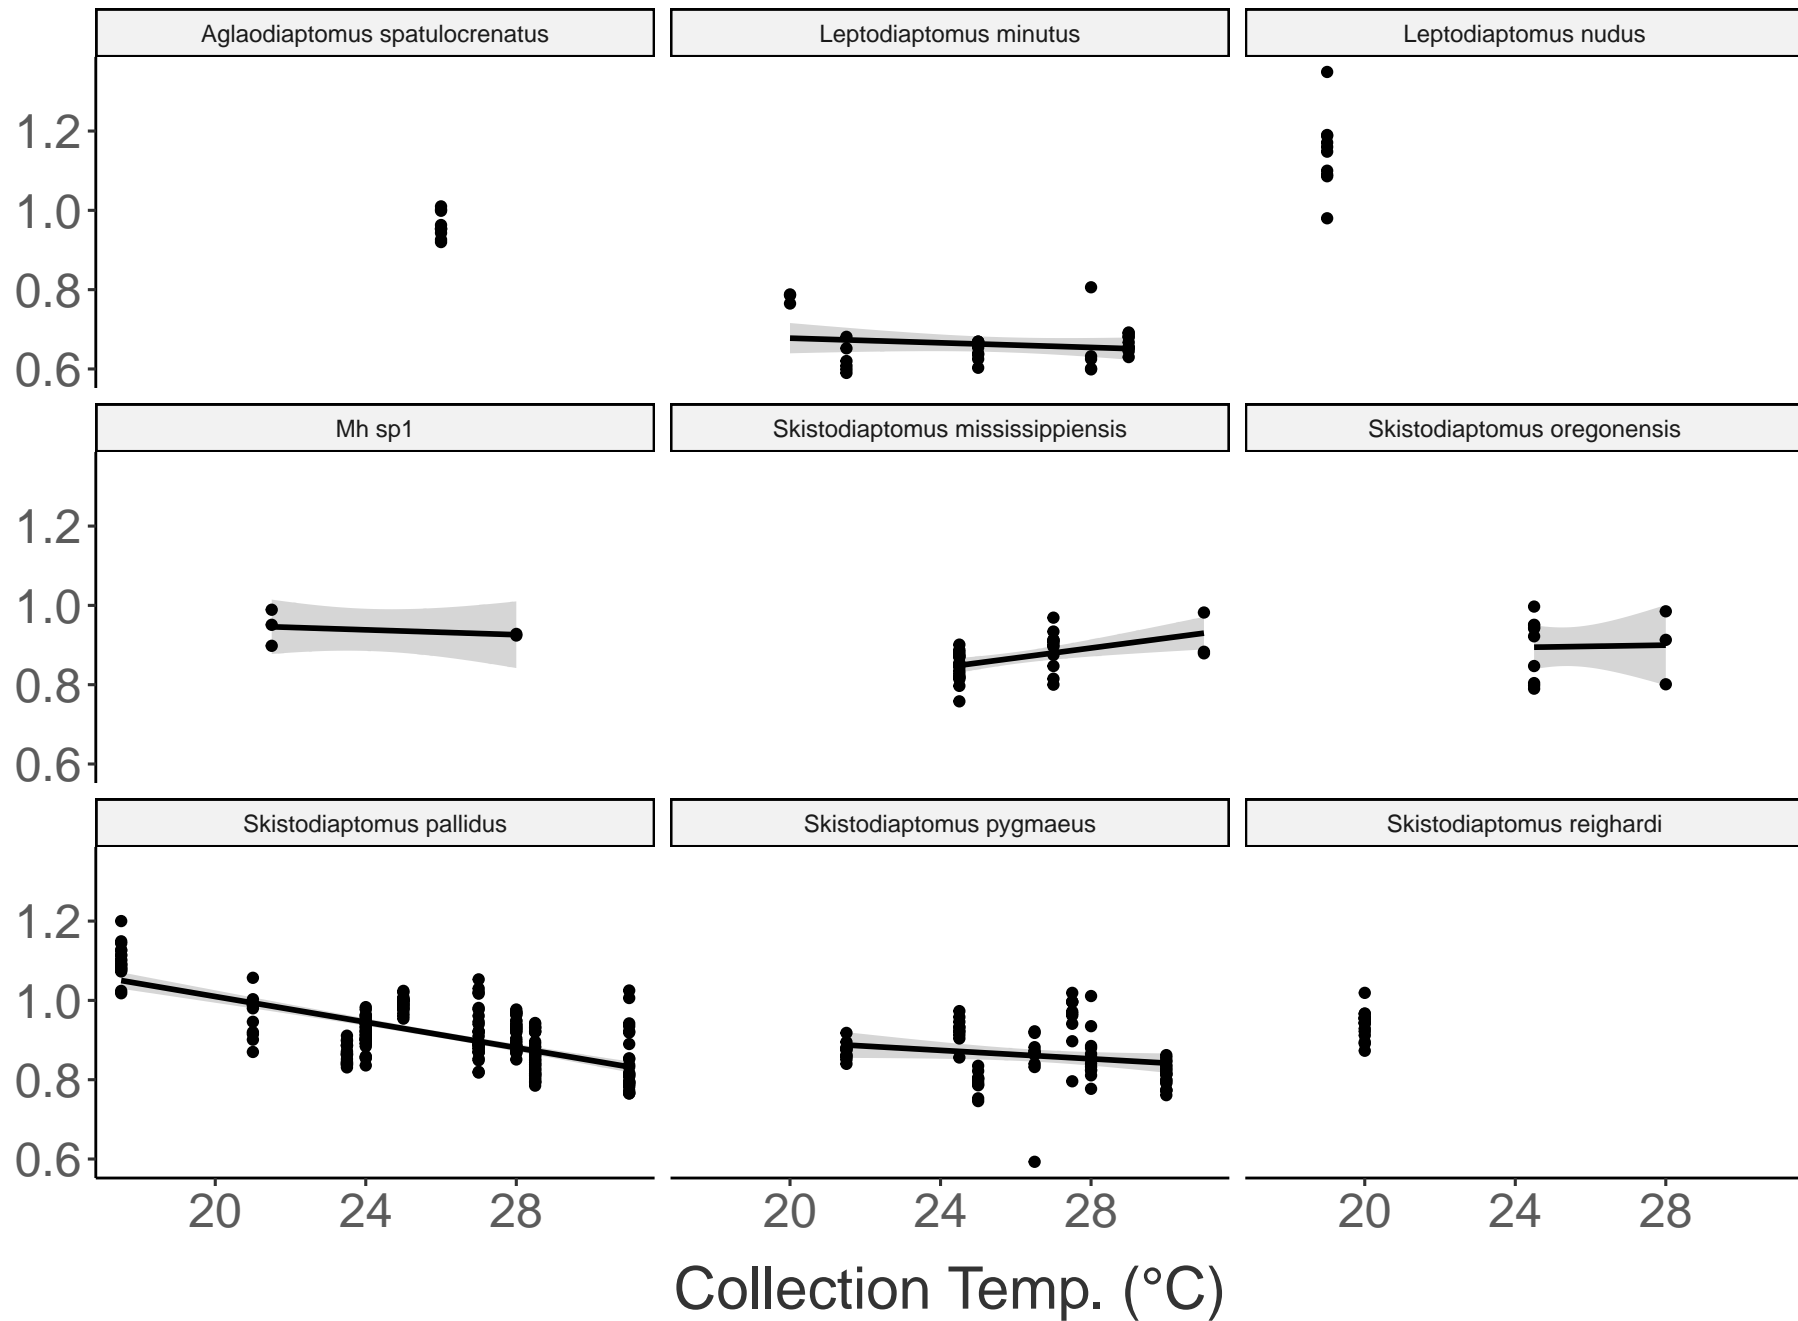 Aglaodiaptomus spatulocrenatus Leptodiaptomus minutus Leptodiaptomus nudus
1.2
1.0
0.8
0.6
Mh sp1 Skistodiaptomus mississippiensis Skistodiaptomus oregonensis
1.2
1.0
0.8
0.6
Skistodiaptomus pallidus Skistodiaptomus pygmaeus Skistodiaptomus reighardi
1.2
1.0
0.8
0.6
20 24 28 20 24 28 20 24 28
Collection Temp. (°C)